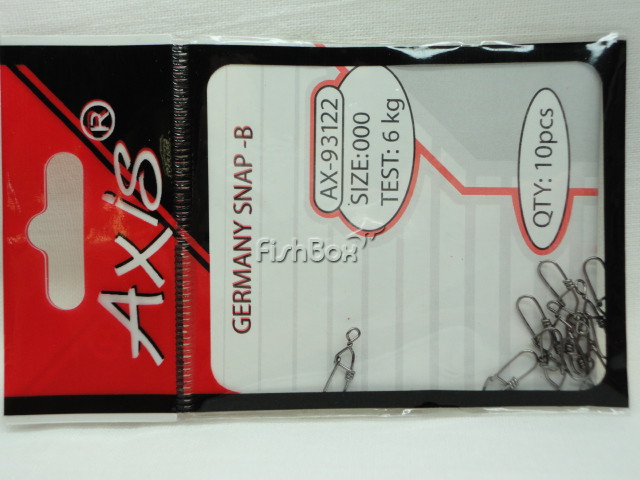 Axis®
GERMANY SNAP -B
AX-93122
SIZE:000
TEST: 6 kg
QTY: 10pcs
FishBox